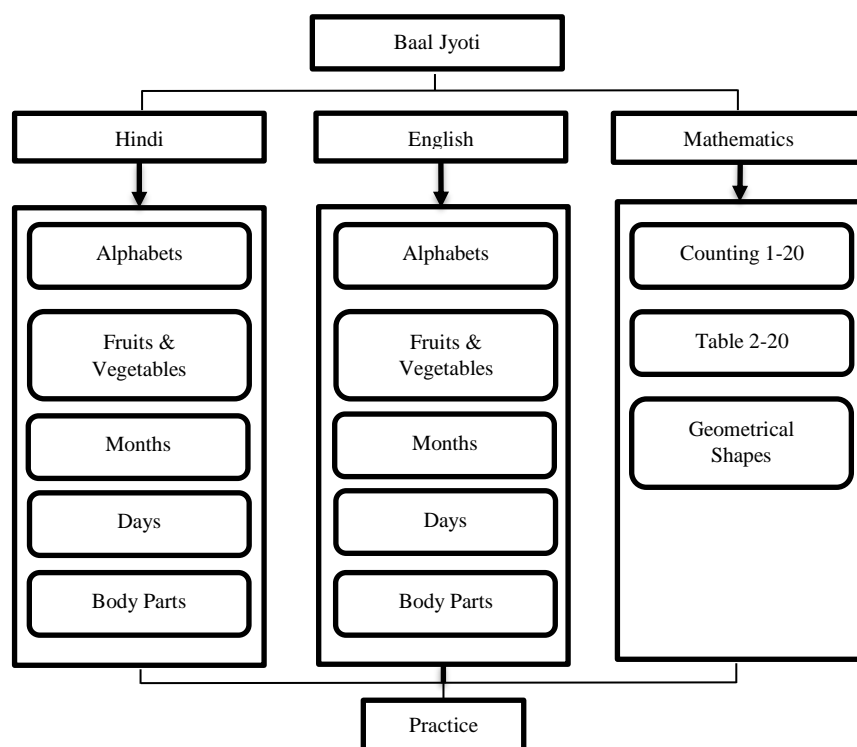 Baal Jyoti
Hindi
English
Mathematics
Alphabets
Fruits &
Vegetables
Months
Days
Body Parts
Alphabets
Fruits &
Vegetables
Months
Days
Body Parts
Counting 1-20
Table 2-20
Geometrical
Shapes
Practice